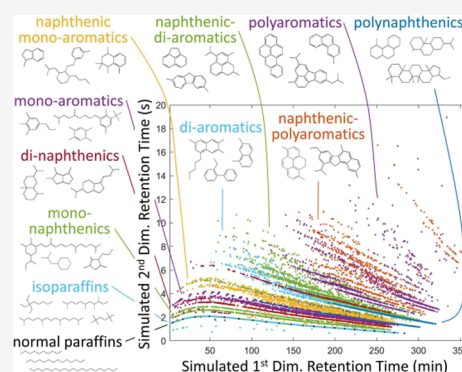 naphthenic
mono-aromatics
naphthenic-
di-aromatics
polyaromatics
polynaphthenics
mono-aromatics
di-naphthenics
mono-
naphthenics
isoparaffins
normal paraffins
di-aromatics
naphthenic-
polyaromatics
Simulated 2nd Dim. Retention Time (s)
20
18
16
14
12
10
8
6
4
2
0
50
100
150
200
250
300
350
Simulated 1st Dim. Retention Time (min)